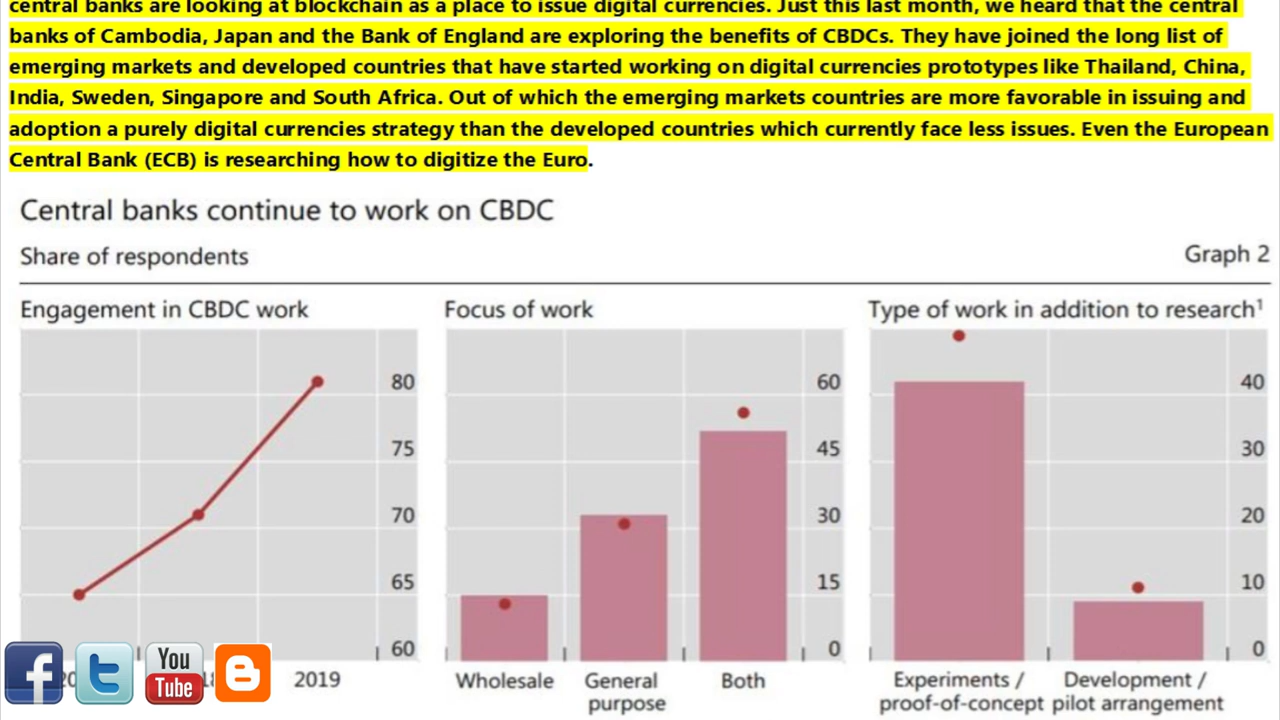 central banks are looking at blockchain as a place to issue digital currencies. Just this last month, we heard that the central
banks of Cambodia, Japan and the Bank of England are exploring the benefits of CBDCs. They have joined the long list of
emerging markets and developed countries that have started working on digital currencies prototypes like Thailand, China,
India, Sweden, Singapore and South Africa. Out of which the emerging markets countries are more favorable in issuing and
adoption a purely digital currencies strategy than the developed countries which currently face less issues. Even the European
Central Bank (ECB) is researching how to digitize the Euro.
Central banks continue to work on CBDC
Share of respondents
Graph 2
Engagement in CBDC work
80
75
70
65
60
2019
Focus of work
60
45
30
15
0
Wholesale
General
purpose
Both
Type of work in addition to research¹
40
30
20
10
0
Experiments /
proof-of-concept
Development /
pilot arrangement
You
Tube